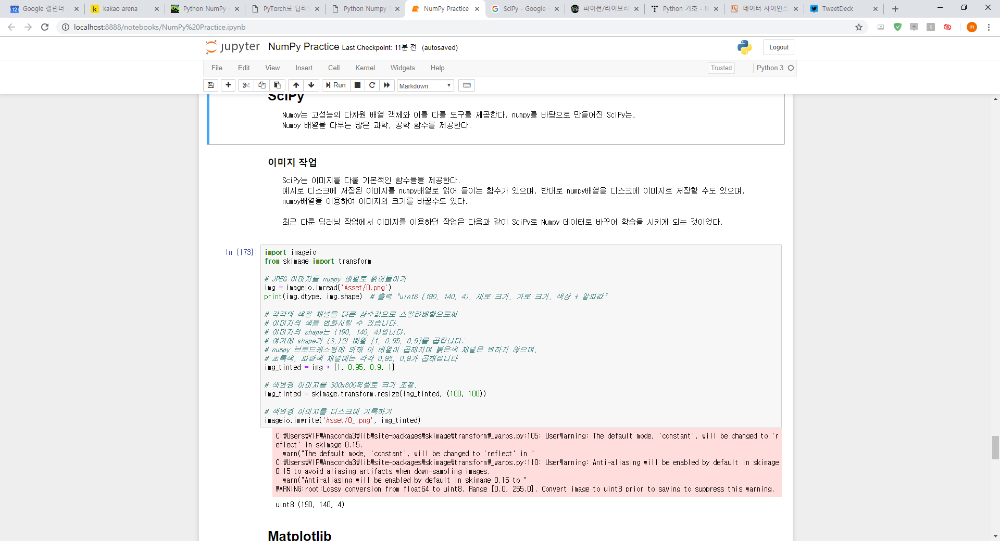 Google 캘린더 -
kakao arena
Python NumPy
PyTorch로 딥러
Python Numpy
NumPy Practice
SciPy - Google
파이썬/라이브러
Python 기초 - N
데이터 사이언스
TweetDeck
localhost:8888/notebooks/NumPy%20Practice.ipynb
m
jupyter NumPy Practice Last Checkpoint: 11분 전 (autosaved)
Logout
File Edit View Insert Cell Kernel Widgets Help
Trusted Python 3
Run Markdown
SciPy
Numpy는 고성능의 다차원 배열 객체와 이를 다룰 도구를 제공한다. numpy를 바탕으로 만들어진 SciPy는,
Numpy 배열을 다루는 많은 과학, 공학 함수를 제공한다.
이미지 작업
SciPy는 이미지를 다룰 기본적인 함수들을 제공한다.
예시로 디스크에 저장된 이미지를 numpy배열로 읽어 들이는 함수가 있으며, 반대로 numpy배열을 디스크에 이미지로 저장할 수도 있으며,
numpy배열을 이용하여 이미지의 크기를 바꿀수도 있다.
최근 다룬 딥러닝 작업에서 이미지를 이용하던 작업은 다음과 같이 SciPy로 Numpy 데이터로 바꾸어 학습을 시키게 되는 것이었다.
In [173]:
import imageio
from skimage import transform
# JPEG 이미지를 numpy 배열로 읽어들이기
img = imageio.imread('Asset/0.png')
print(img.dtype, img.shape)  # 출력 "uint8 (190, 140, 4), 세로 크기, 가로 크기, 색상 + 알파값"
# 각각의 색깔 채널을 다른 상수값으로 스칼라배함으로써
# 이미지의 색을 변화시킬 수 있습니다.
# 이미지의 shape는 (190, 140, 4)입니다;
# 여기에 shape가 (3,)인 배열 [1, 0.95, 0.9]를 곱합니다;
# numpy 브로드캐스팅에 의해 이 배열이 곱해지며 붉은색 채널은 변하지 않으며,
# 초록색, 파란색 채널에는 각각 0.95, 0.9가 곱해집니다
img_tinted = img * [1, 0.95, 0.9, 1]
# 색변경 이미지를 300x300픽셀로 크기 조절.
img_tinted = skimage.transform.resize(img_tinted, (100, 100))
# 색변경 이미지를 디스크에 기록하기
imageio.imwrite('Asset/0_.png', img_tinted)
C:₩Users₩VIP₩Anaconda3₩lib₩site-packages₩skimage₩transform₩_warps.py:105: UserWarning: The default mode, 'constant', will be changed to 'r
eflect' in skimage 0.15.
warn("The default mode, 'constant', will be changed to 'reflect' in "
C:₩Users₩VIP₩Anaconda3₩lib₩site-packages₩skimage₩transform₩_warps.py:110: UserWarning: Anti-aliasing will be enabled by default in skimage
0.15 to avoid aliasing artifacts when down-sampling images.
warn("Anti-aliasing will be enabled by default in skimage 0.15 to "
WARNING:root:Lossy conversion from float64 to uint8. Range [0.0, 255.0]. Convert image to uint8 prior to saving to suppress this warning.
uint8 (190, 140, 4)
Matplotlib